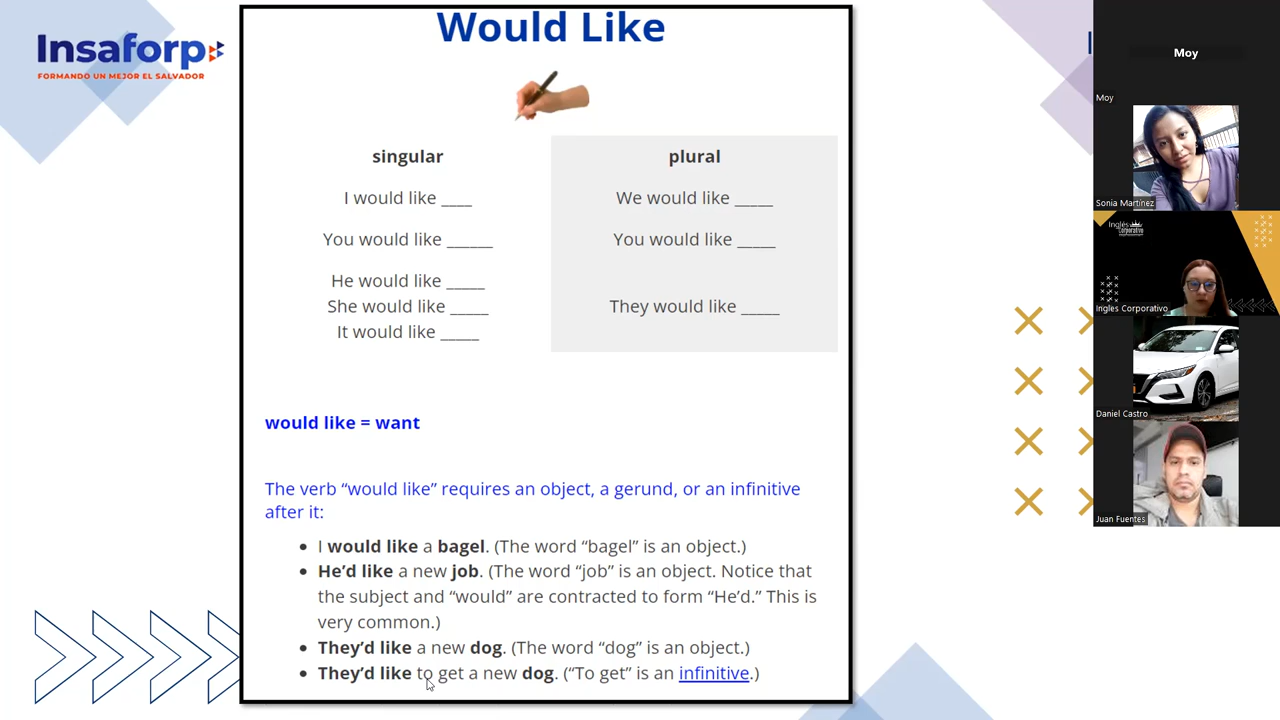 Would Like
Insaforp
FORMANDO UN MEJOR EL SALVADOR
singular
plural
I would like ____
We would like _____
You would like ______
You would like _____
He would like _____
She would like _____
They would like _____
It would like _____
would like = want
The verb “would like” requires an object, a gerund, or an infinitive
after it:
• I would like a bagel. (The word “bagel” is an object.)
• He’d like a new job. (The word “job” is an object. Notice that
the subject and “would” are contracted to form “He’d.” This is
very common.)
• They’d like a new dog. (The word “dog” is an object.)
• They’d like to get a new dog. (“To get” is an infinitive.)
Moy
Moy
Sonia Martínez
Inglés
Corporativo
Ingles Corporativo
Daniel Castro
Juan Fuentes